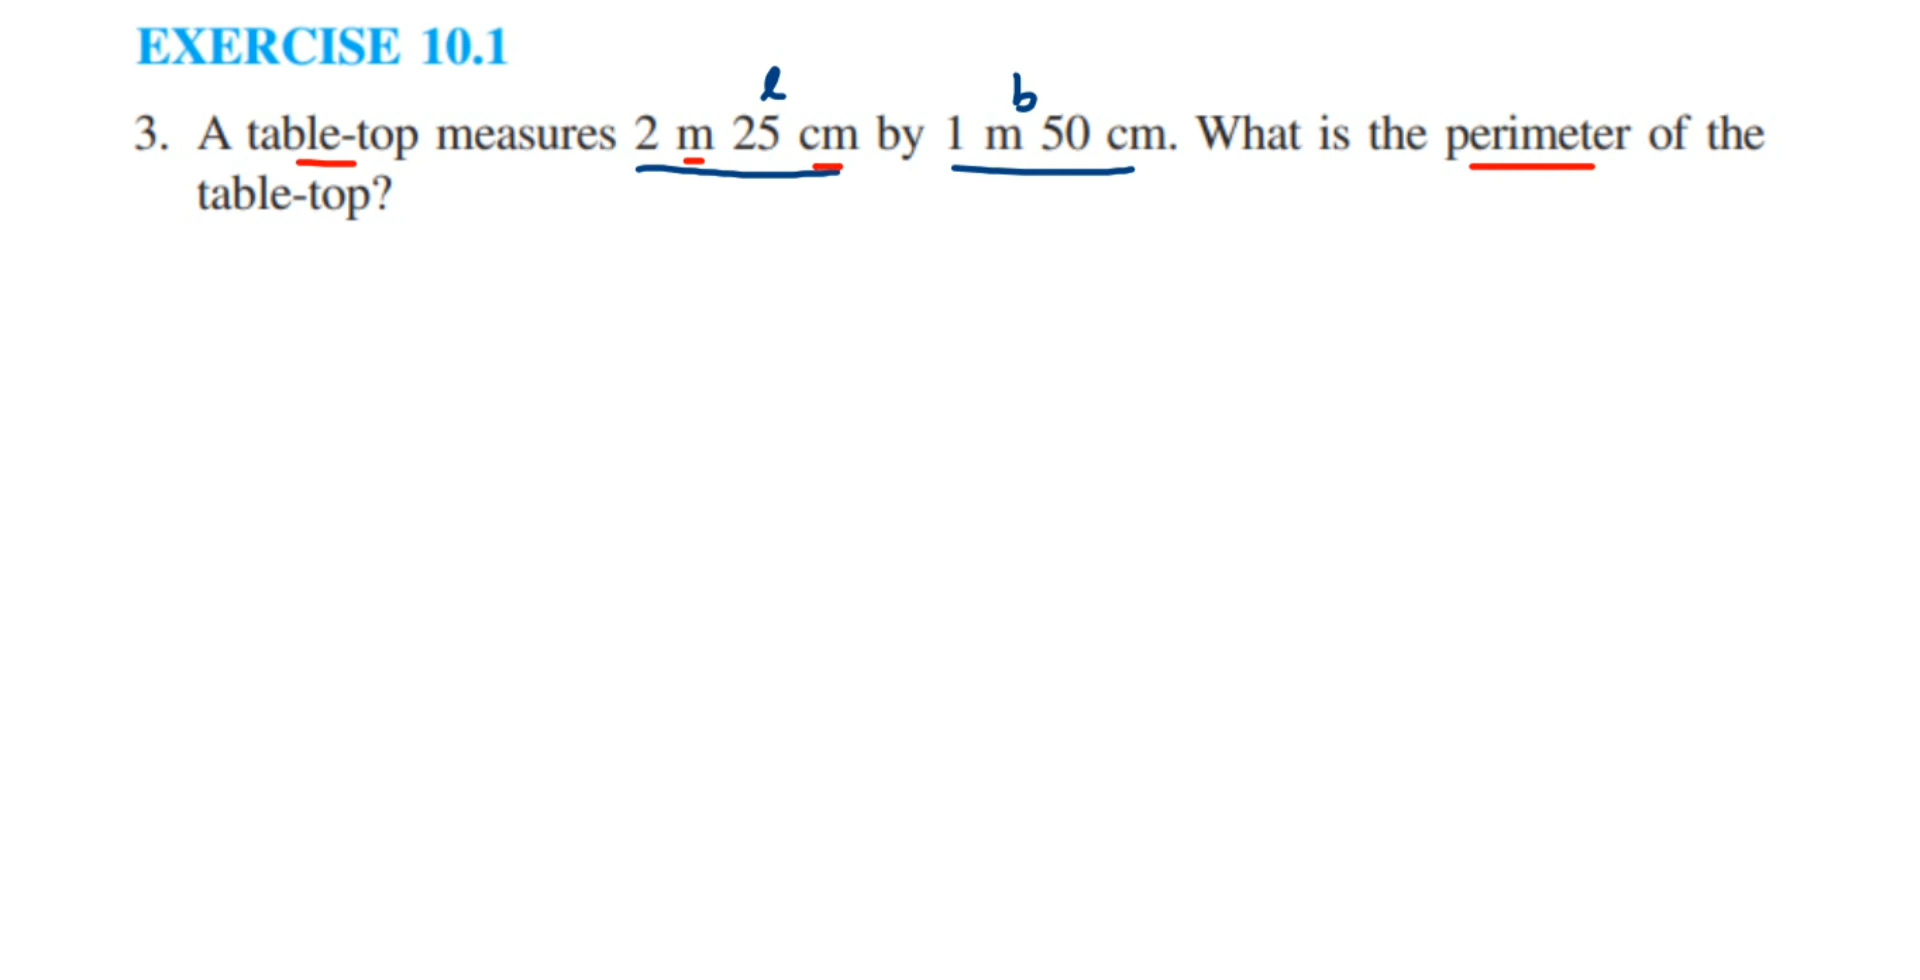 EXERCISE 10.1
l b
3. A table-top measures 2 m 25 cm by 1 m 50 cm. What is the perimeter of the
table-top?